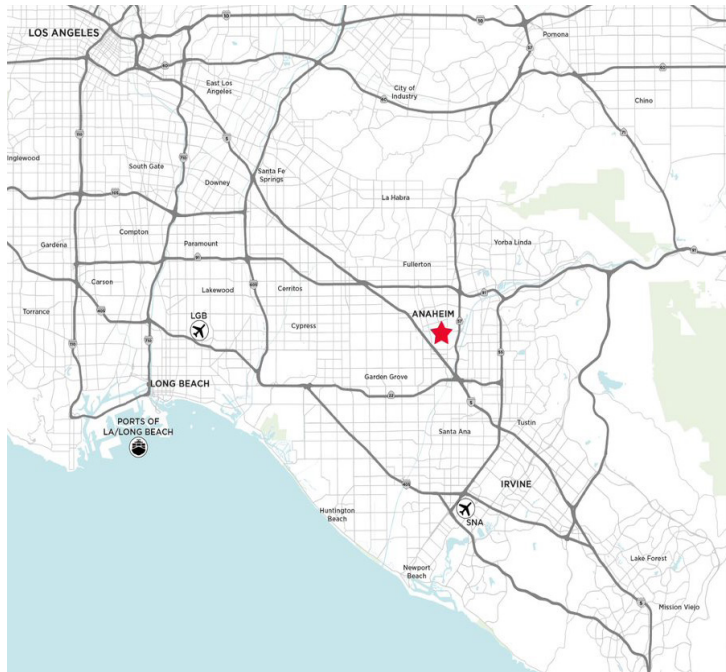 LOS ANGELES
Pomona
East Los
Angeles
City of
Industry
Chino
Inglewood
South Gate
Santa Fe
Springs
Downey
La Habra
Compton
Gardena
Paramount
Yorba Linda
Fullerton
Carson
Lakewood
Cerritos
Torrance
LGB
Cypress
ANAHEIM
Garden Grove
LONG BEACH
PORTS OF
LA/LONG BEACH
Santa Ana
Tustin
IRVINE
Huntington
Beach
SNA
Newport
Beach
Lake Forest
Mission Viejo